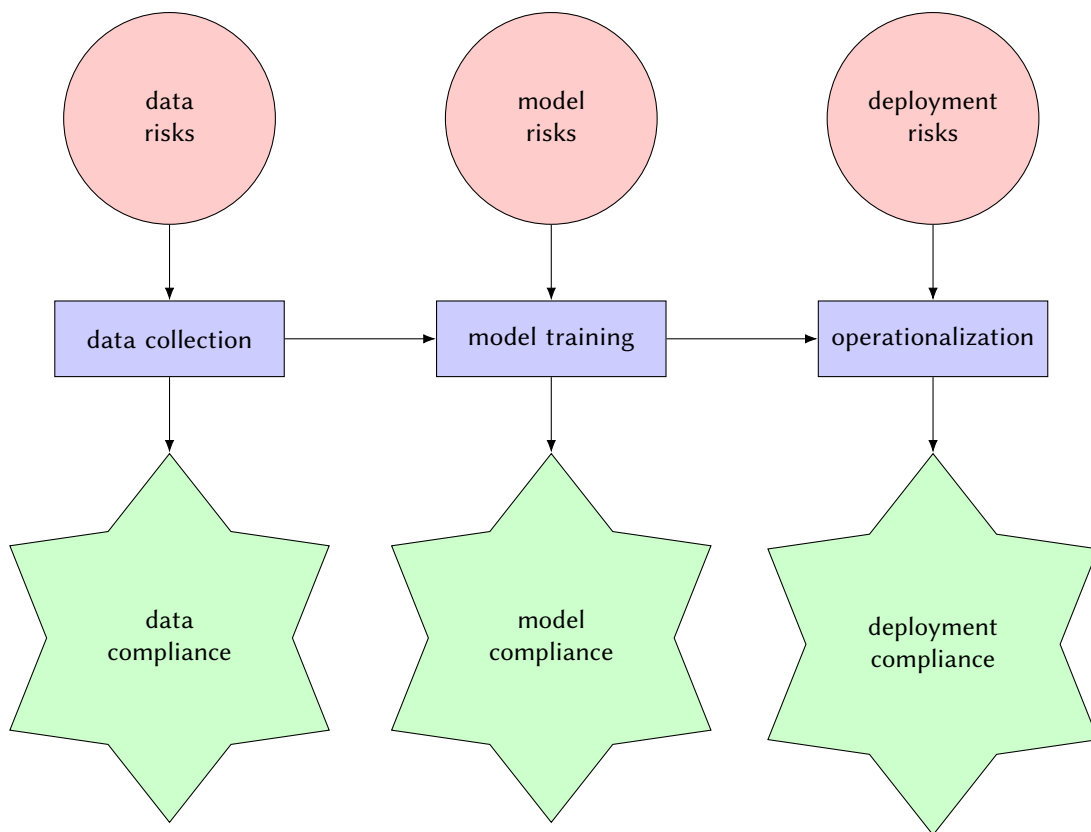 data
risks
model
risks
deployment
risks
data collection
model training
operationalization
data
compliance
model
compliance
deployment
compliance